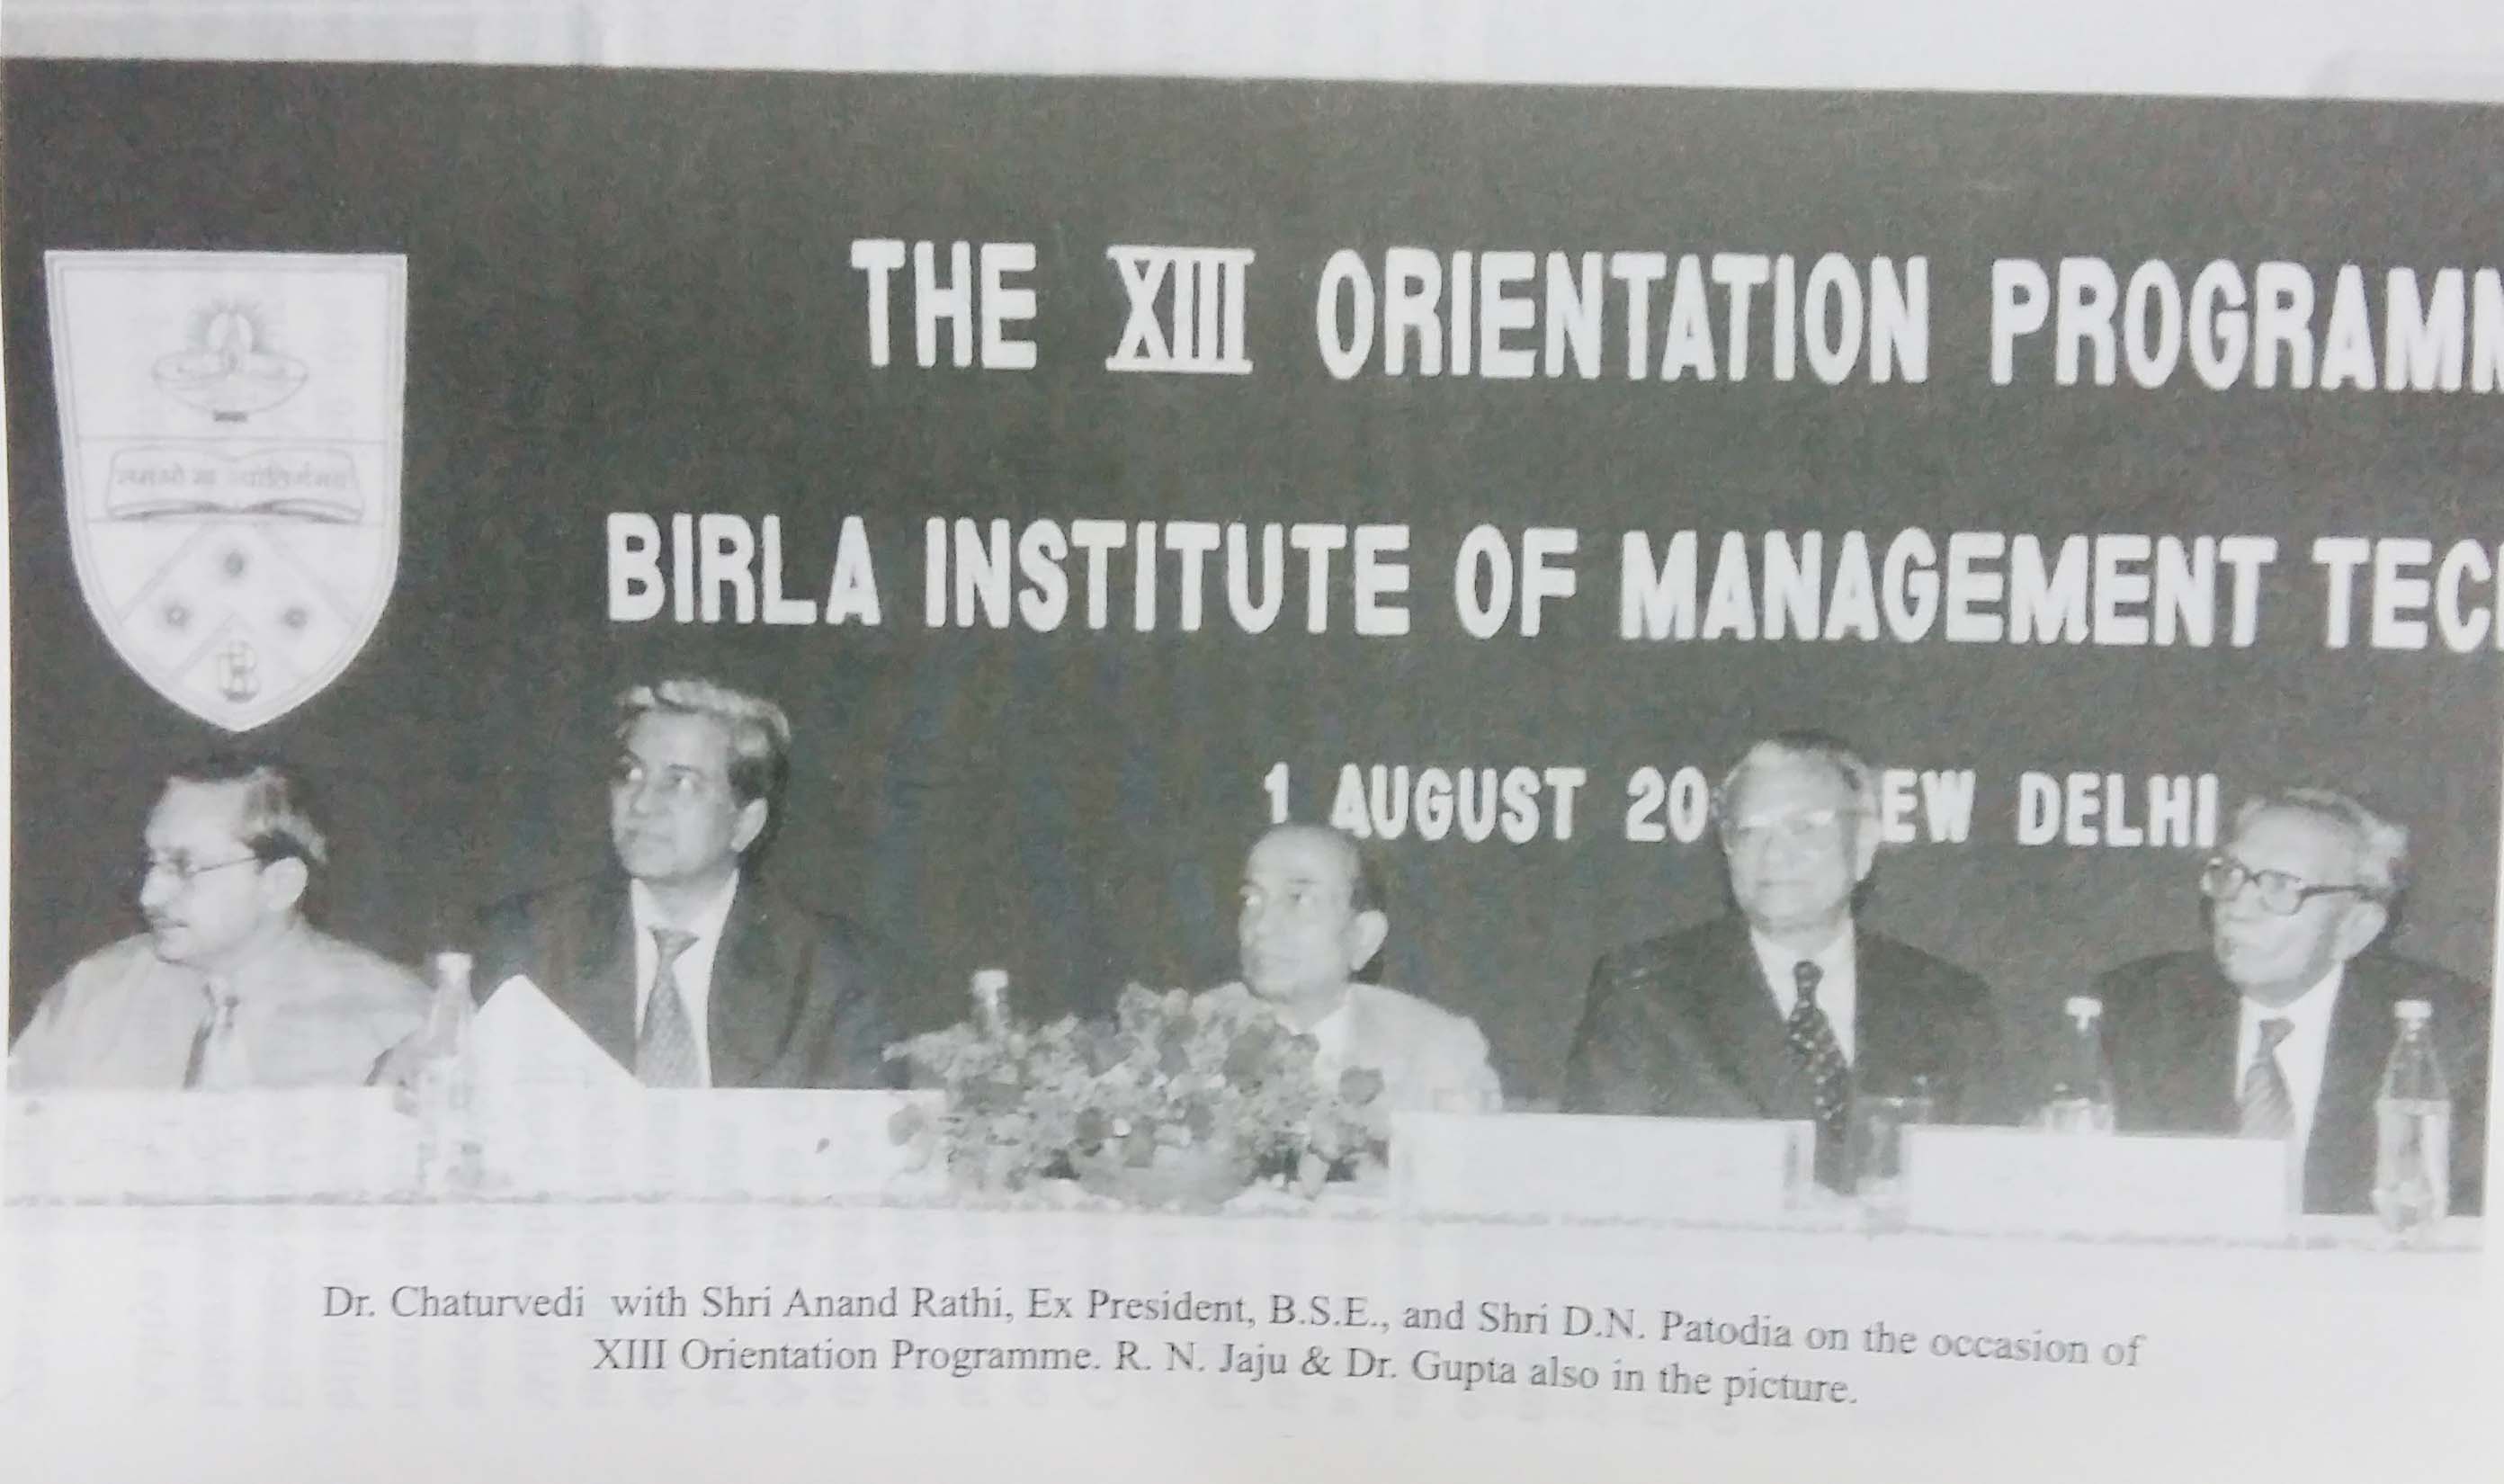 THE XIII ORIENTATION PROGRAMM
BIRLA INSTITUTE OF MANAGEMENT TEC
1 AUGUST 20 EW DELHI
तमसो मा ज्योतिर्गमय
Dr. Chaturvedi with Shri Anand Rathi, Ex President, B.S.E., and Shri D.N. Patodia on the occasion of
XIII Orientation Programme. R. N. Jaju & Dr. Gupta also in the picture.